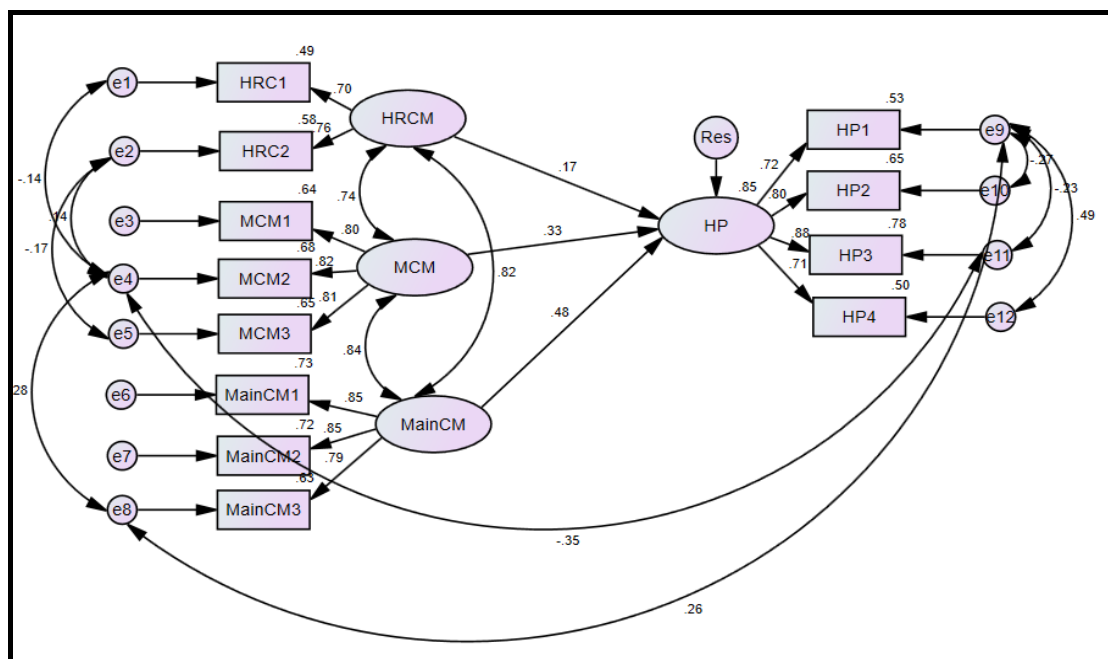 .49
e1
HRC1
.70
HRCM
.58
.76
e2
HRC2
-.14
.64
e3
MCM1
.14
-.17
.74
.80
.68
e4
MCM2
.82
MCM
.65
.81
e5
MCM3
.82
.84
.73
28
e6
MainCM1
.85
MainCM
.72
.85
e7
MainCM2
.79
.63
e8
MainCM3
.17
.33
.48
Res
.85
HP
.53
HP1
e9
.72
.65
-.27
HP2
e10
-.23
.80
.49
.78
.88
HP3
e11
.71
.50
HP4
e12
-.35
.26